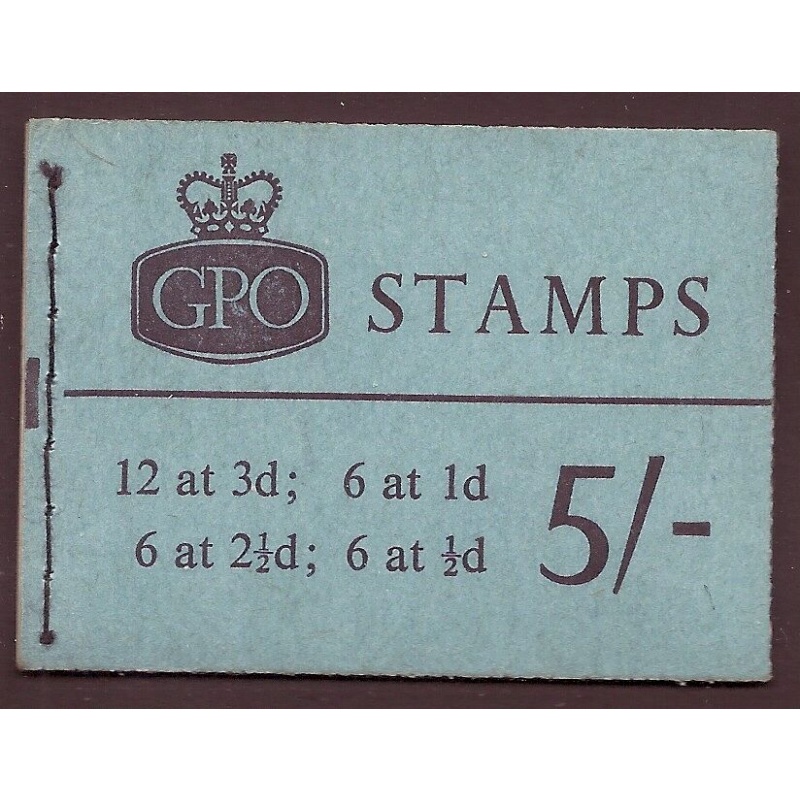 GPO STAMPS
12 at 3d; 6 at 1d
6 at 2½d; 6 at ½d
5/-